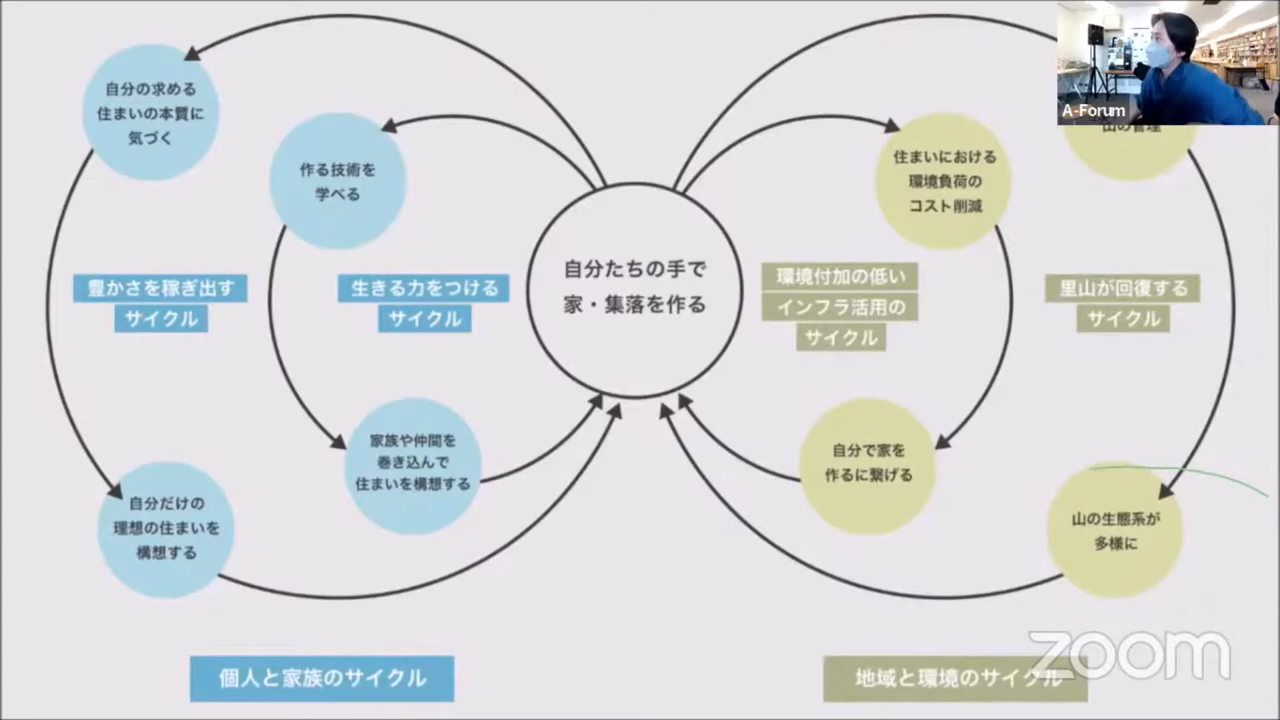 自分の求める
住まいの本質に
気づく
作る技術を
学べる
豊かさを稼ぎ出す
サイクル
生きる力をつける
サイクル
家族や仲間を
巻き込んで
住まいを構想する
自分だけの
理想の住まいを
構想する
個人と家族のサイクル
自分たちの手で
家・集落を作る
住まいにおける
環境負荷の
コスト削減
山の管理
環境付加の低い
インフラ活用の
サイクル
里山が回復する
サイクル
自分で家を
作るに繋げる
山の生態系が
多様に
地域と環境のサイクル
A-Forum
zoom